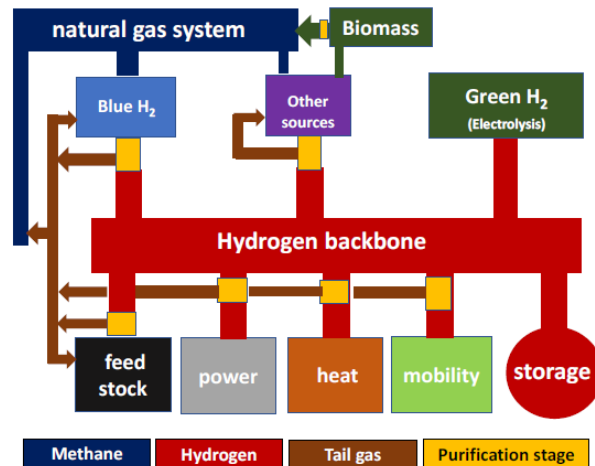 natural gas system
Biomass
Blue H₂
Other
sources
Green H₂
(Electrolysis)
Hydrogen backbone
feed
stock
power
heat
mobility
storage
Methane
Hydrogen
Tail gas
Purification stage